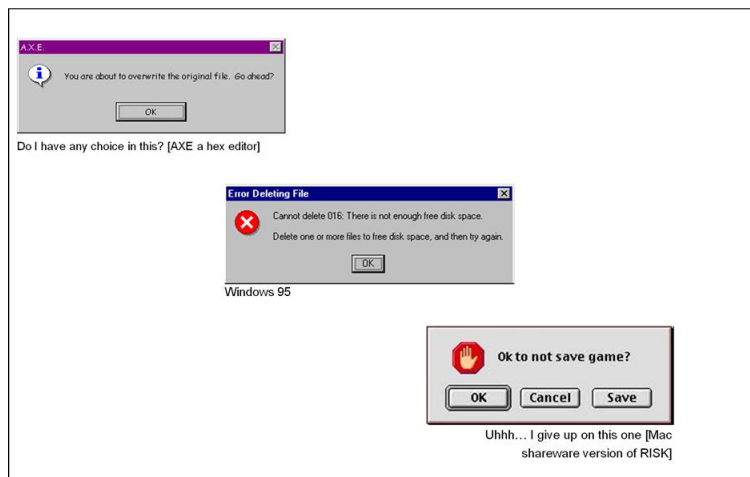 A.X.E.
You are about to overwrite the original file. Go ahead?
OK
Do I have any choice in this? [AXE a hex editor]
Error Deleting File
Cannot delete 016: There is not enough free disk space.
Delete one or more files to free disk space, and then try again.
OK
Windows 95
Ok to not save game?
OK Cancel Save
Uhhh... I give up on this one [Mac
shareware version of RISK]